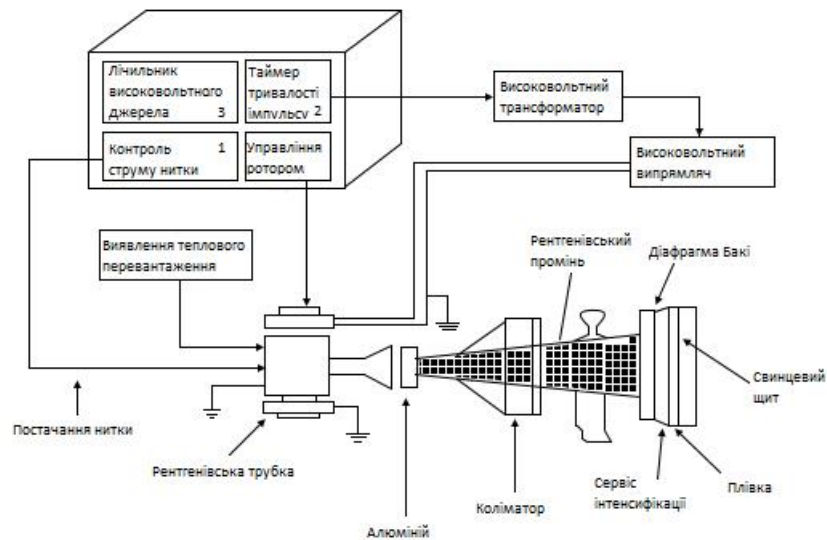 Лічильник
високовольтного
джерела 3
Таймер
тривалості
імпульсу 2
Контроль 1
струму нитки
Управління
ротором
Високовольтний
трансформатор
Високовольтний
випрямляч
Виявлення теплового
перевантаження
Рентгенівський
промінь
Діафрагма Бакі
Свинцевий
щит
Постачання нитки
Рентгенівська трубка
Алюміній
Коліматор
Сервіс
інтенсифікації
Плівка